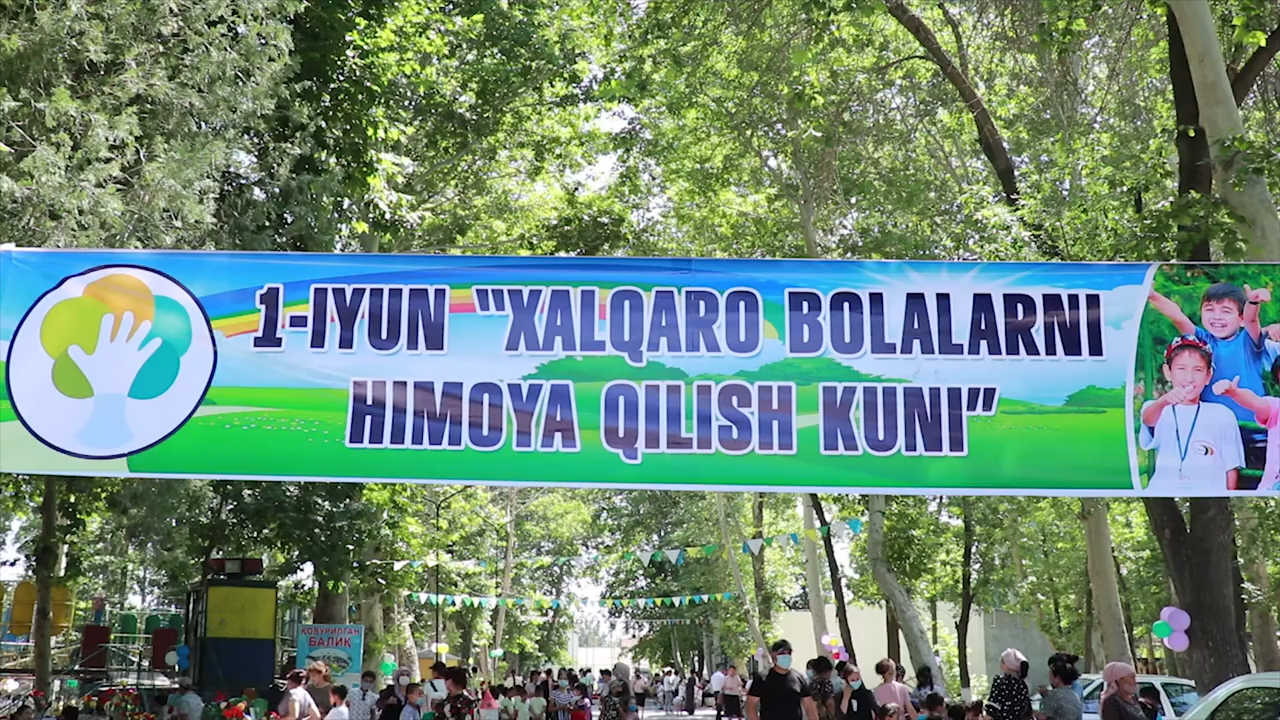 1-IYUN "XALQARO BOLALARNI
HIMOYA QILISH KUNI"
ҚОВУРИЛГАН
БАЛИҚ